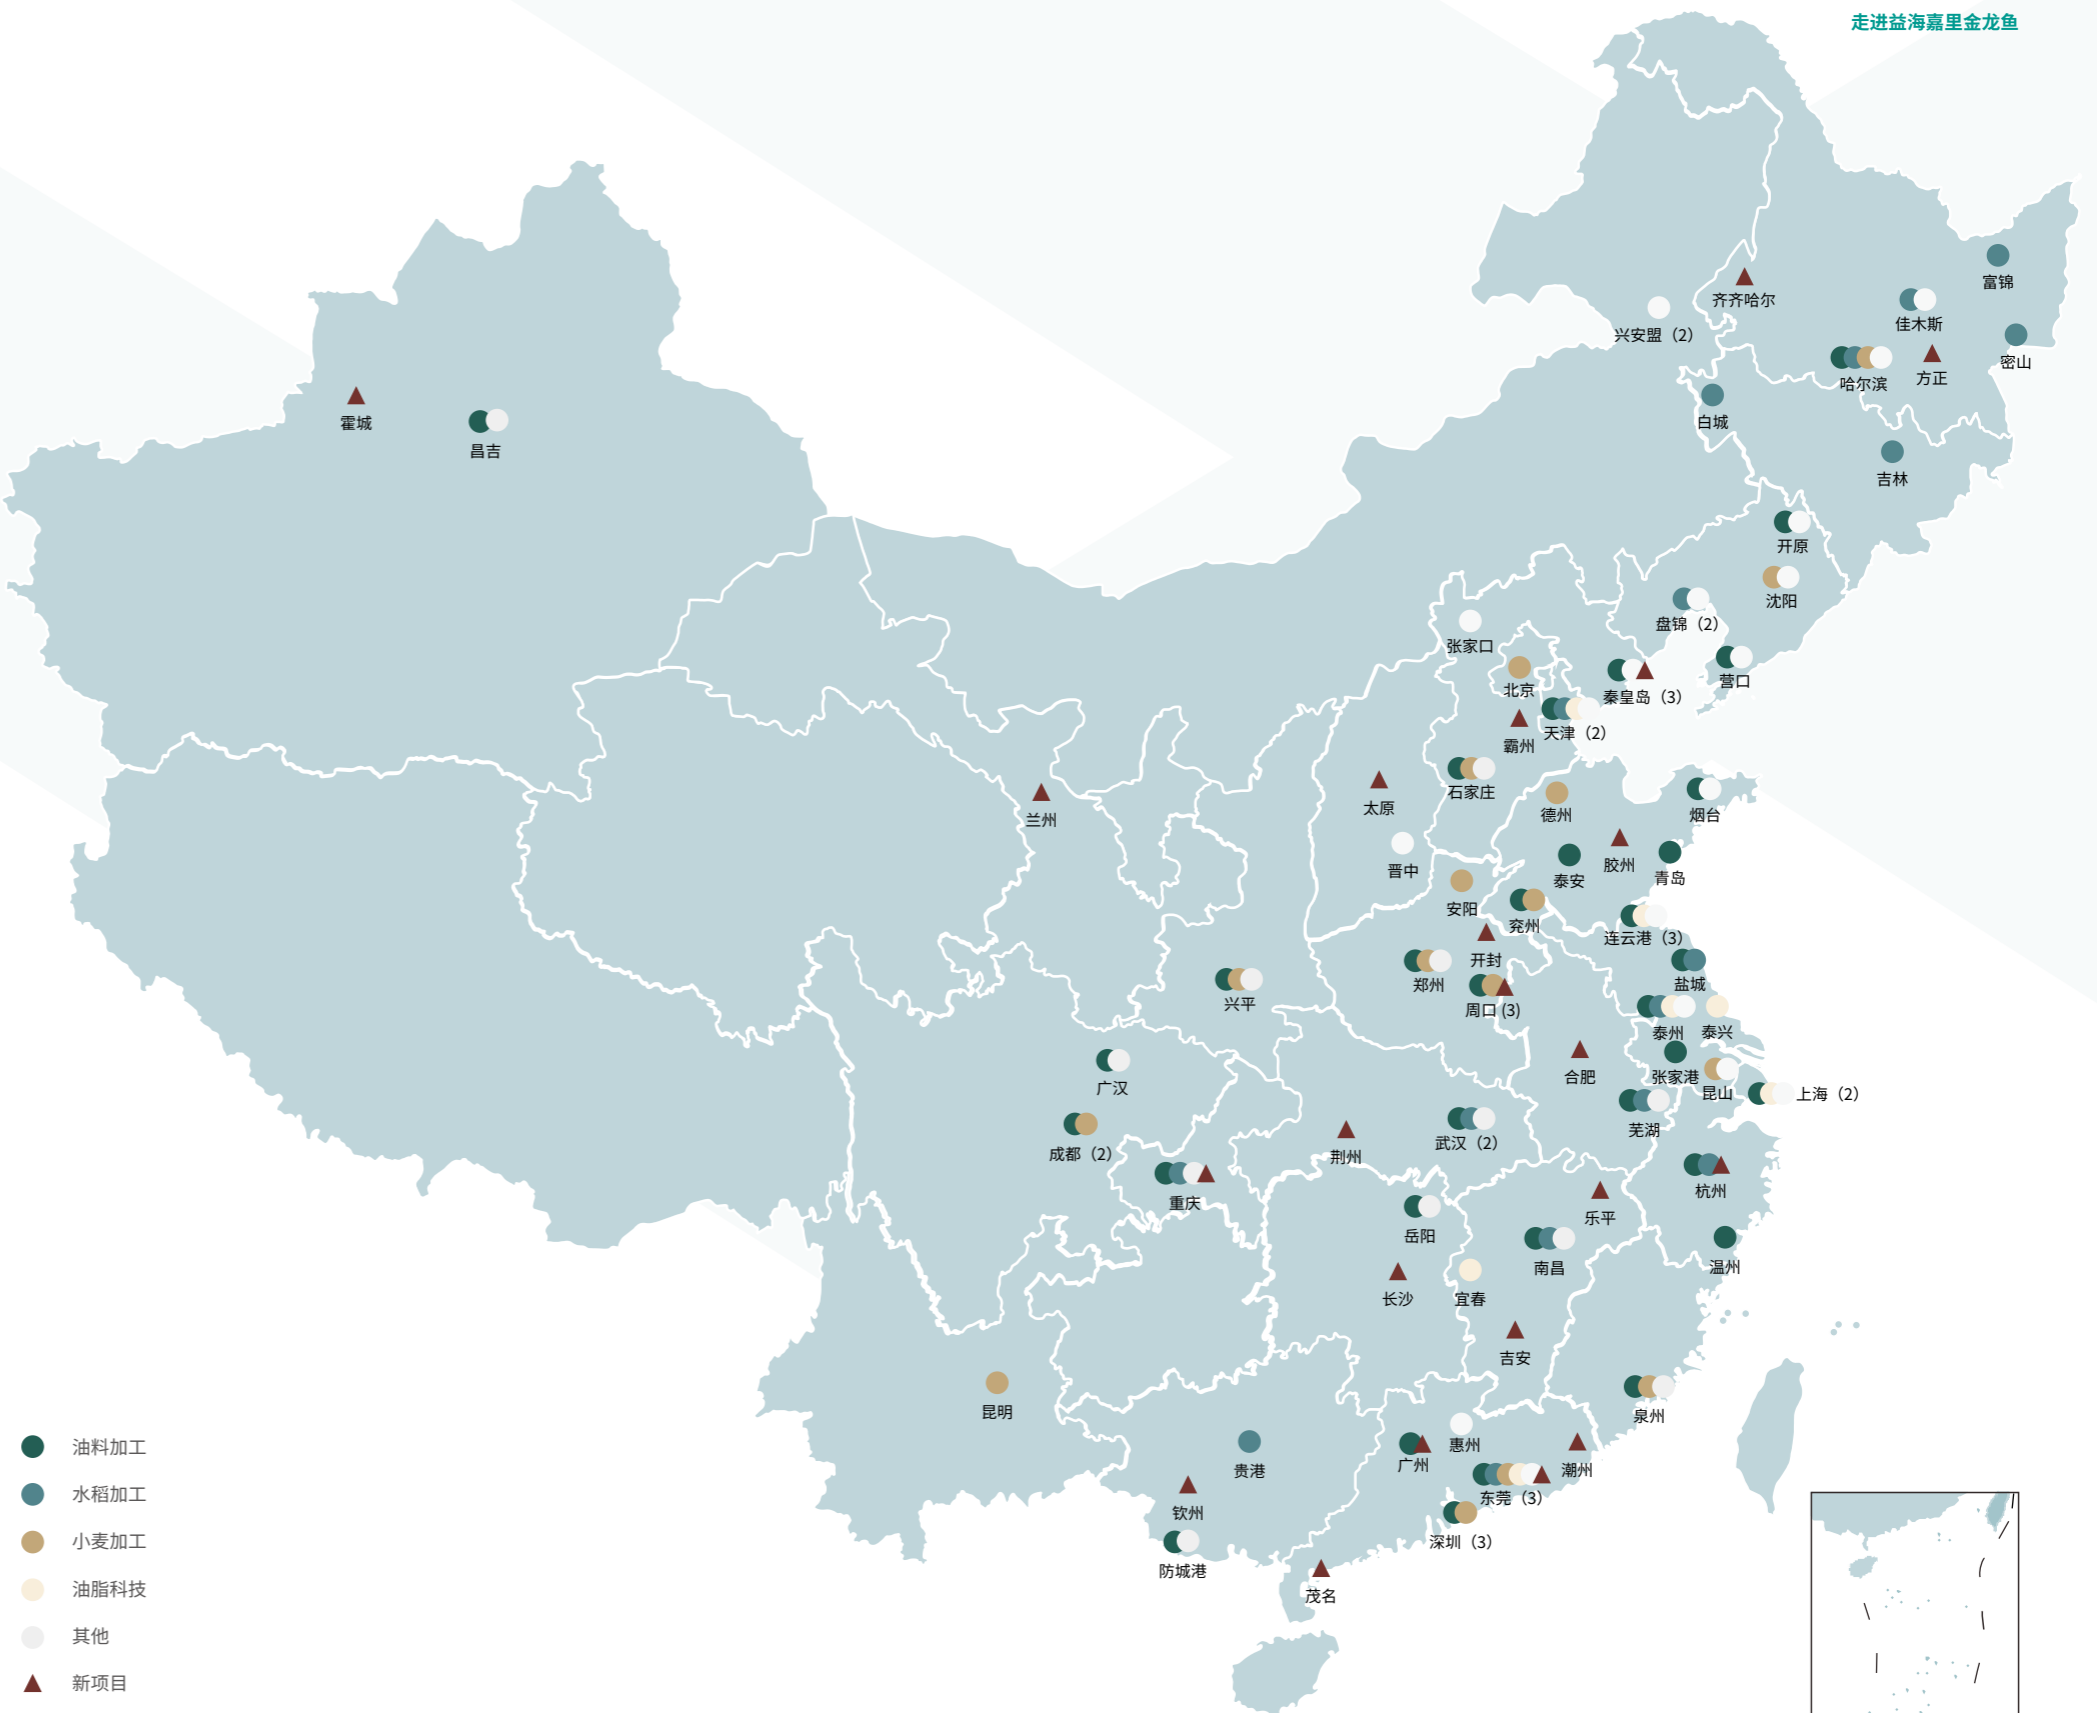 走进益海嘉里金龙鱼
富锦
齐齐哈尔
佳木斯
兴安盟（2）
密山
方正
哈尔滨
霍城
白城
昌吉
吉林
开原
沈阳
盘锦（2）
张家口
营口
北京
秦皇岛（3）
天津（2）
霸州
石家庄
太原
德州
烟台
兰州
胶州
晋中
青岛
泰安
安阳
兖州
连云港（3）
开封
郑州
盐城
兴平
周口 (3)
泰州
泰兴
合肥
张家港
广汉
昆山
上海（2）
芜湖
武汉（2）
成都（2）
荆州
杭州
重庆
乐平
岳阳
南昌
温州
长沙
宜春
吉安
昆明
泉州
惠州
广州
潮州
贵港
东莞（3）
钦州
深圳（3）
防城港
茂名
油料加工
水稻加工
小麦加工
油脂科技
其他
新项目